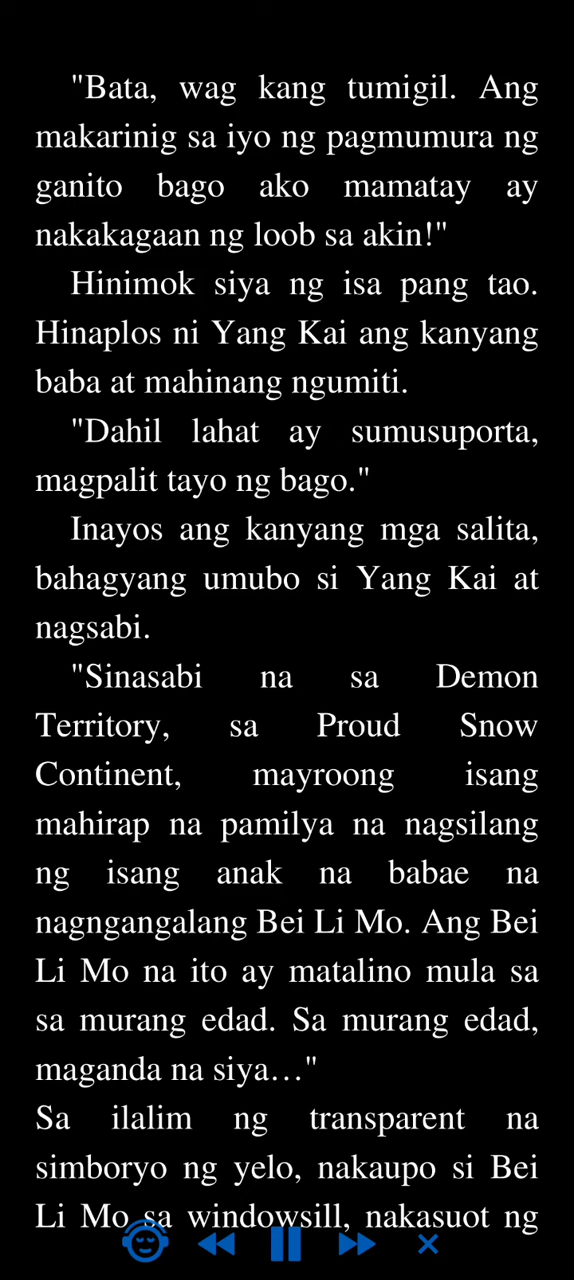 "Bata, wag kang tumigil. Ang
makarinig sa iyo ng pagmumura ng
ganito bago ako mamatay ay
nakakagaan ng loob sa akin!"
Hinimok siya ng isa pang tao.
Hinaplos ni Yang Kai ang kanyang
baba at mahinang ngumiti.
"Dahil lahat ay sumusuporta,
magpalit tayo ng bago."
Inayos ang kanyang mga salita,
bahagyang umubo si Yang Kai at
nagsabi.
"Sinasabi na sa Demon
Territory, sa Proud Snow
Continent, mayroong isang
mahirap na pamilya na nagsilang
ng isang anak na babae na
nagngangalang Bei Li Mo. Ang Bei
Li Mo na ito ay matalino mula sa
sa murang edad. Sa murang edad,
maganda na siya…"
Sa ilalim ng transparent na
simboryo ng yelo, nakaupo si Bei
Li Mo sa windowsill, nakasuot ng